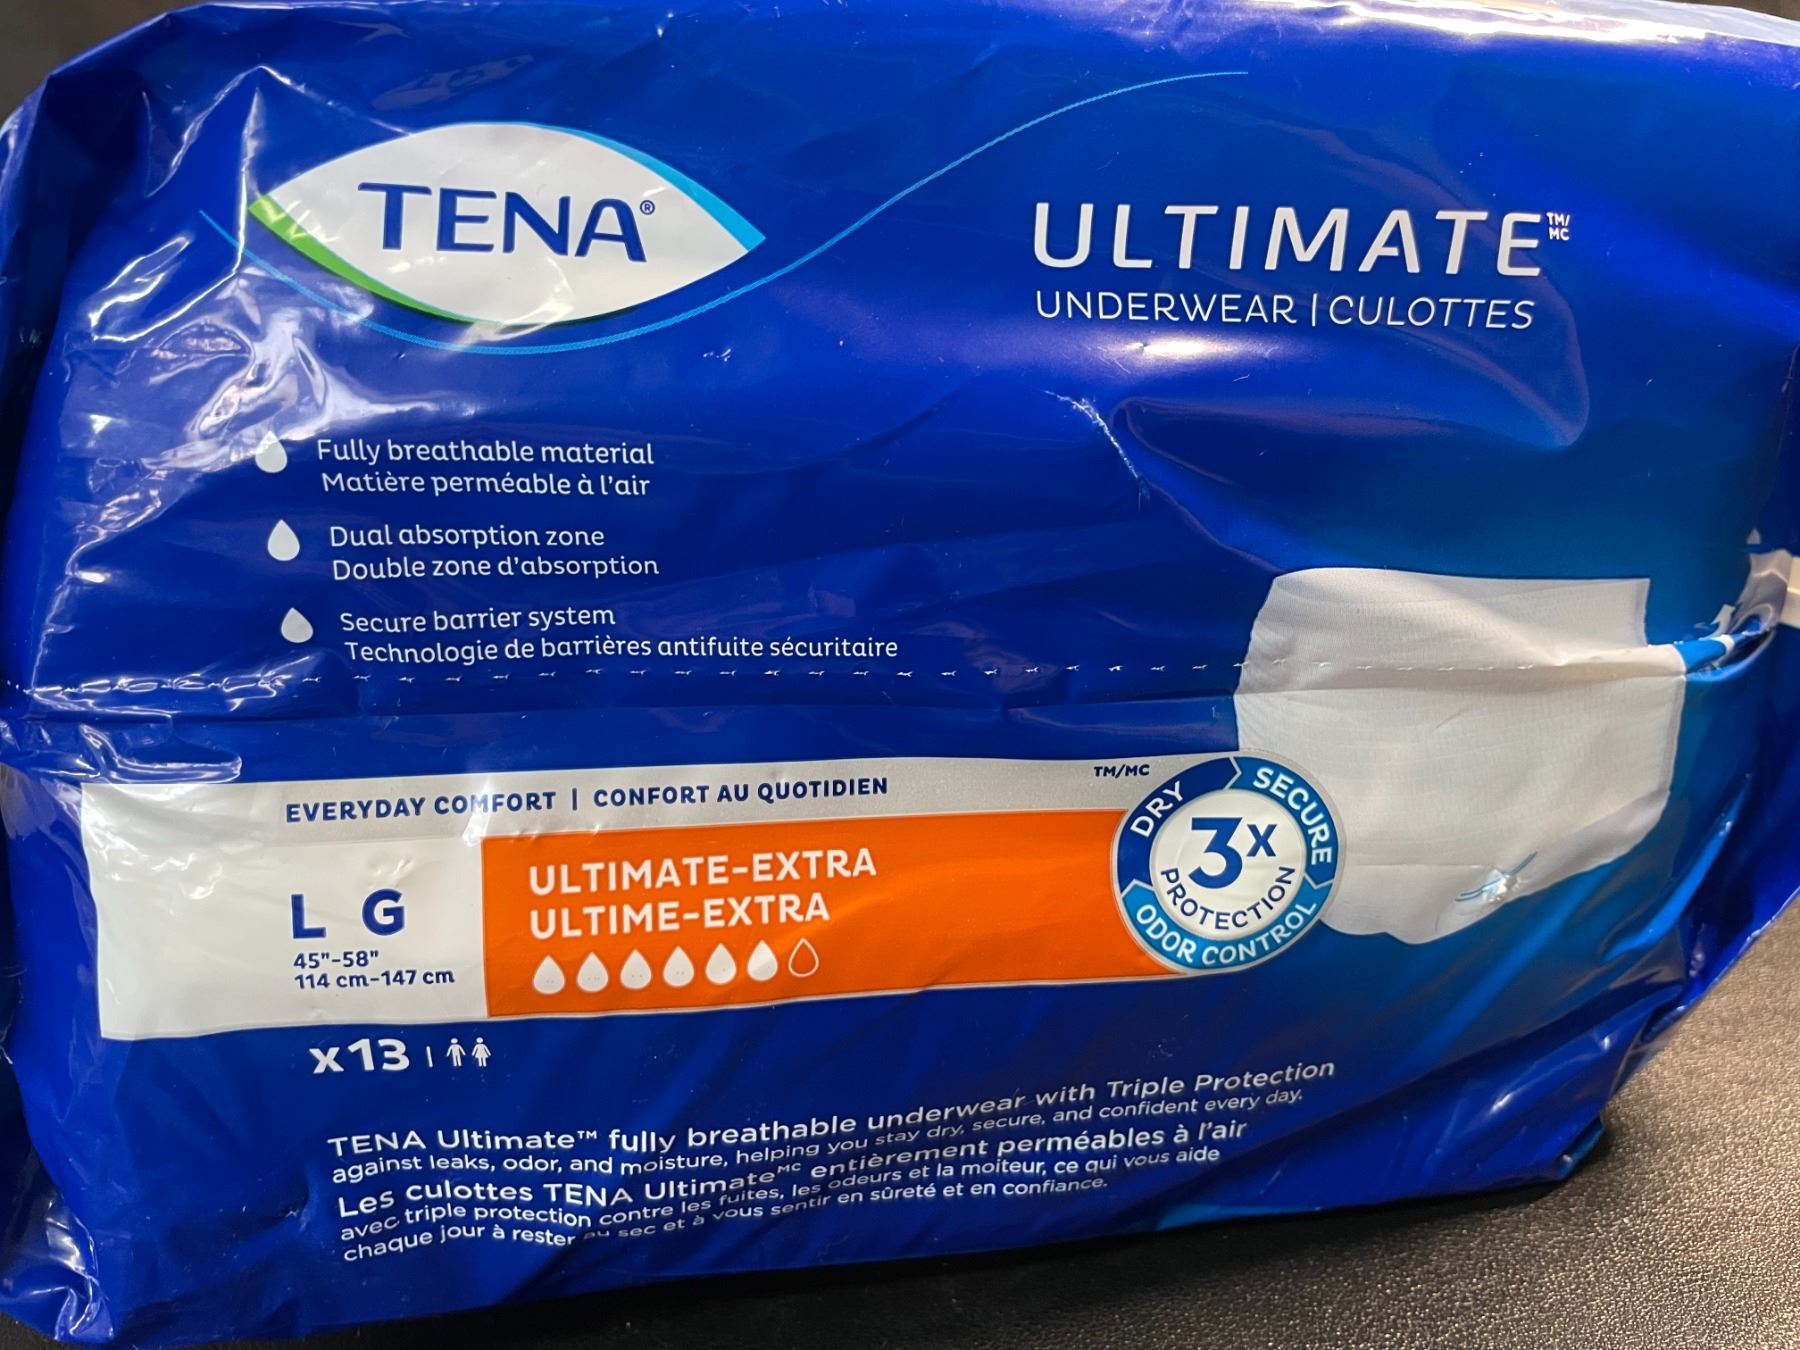 TENA®
ULTIMATE TM/MC
UNDERWEAR | CULOTTES
Fully breathable material
Matière perméable à l'air
Dual absorption zone
Double zone d'absorption
Secure barrier system
Technologie de barrières antifuite sécuritaire
EVERYDAY COMFORT | CONFORT AU QUOTIDIEN
TM/MC
DRY
SECURE
3X
PROTECTION
ODOR CONTROL
L G
45"-58"
114 cm-147 cm
ULTIMATE-EXTRA
ULTIME-EXTRA
x13
TENA Ultimate™ fully breathable underwear with Triple Protection
against leaks, odor, and moisture, helping you stay dry, secure, and confident every day.
Les culottes TENA Ultimate MC entièrement perméables à l'air
avec triple protection contre les fuites, les odeurs et la moiteur, ce qui vous aide
chaque jour à rester au sec et à vous sentir en sûreté et en confiance.